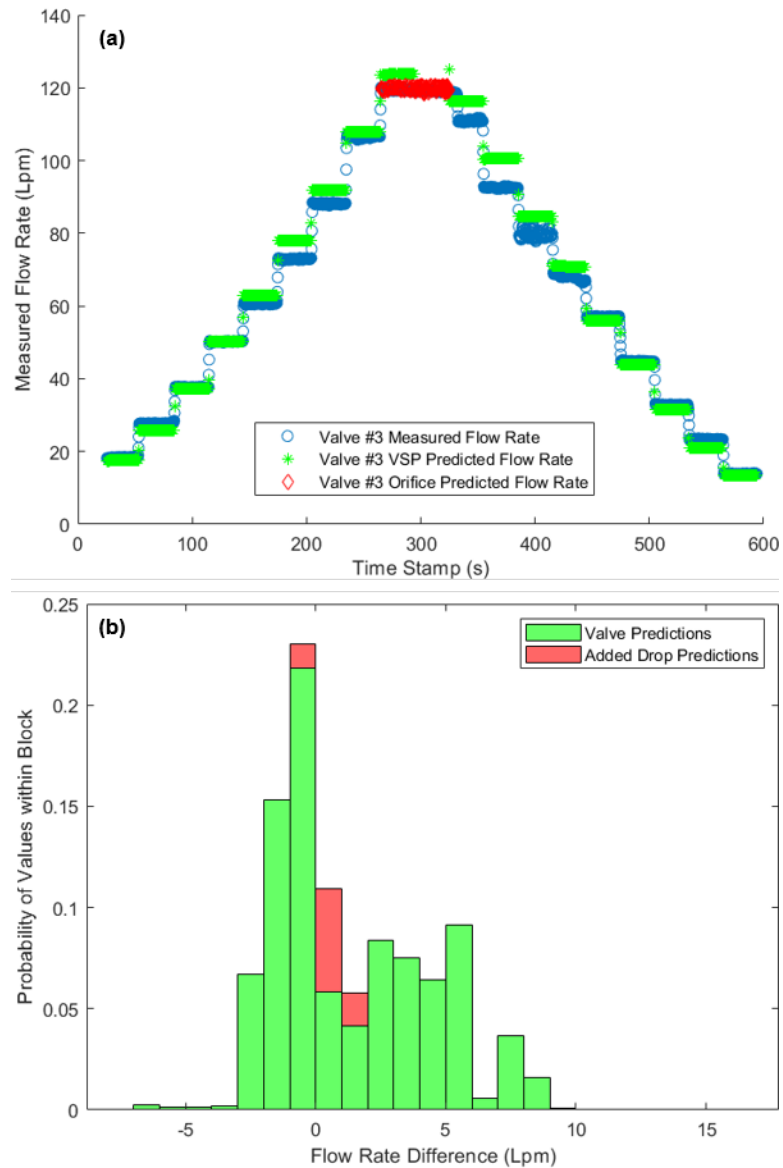 (a)
140
120
100
80
60
40
20
0
Measured Flow Rate (Lpm)
Valve #3 Measured Flow Rate
Valve #3 VSP Predicted Flow Rate
Valve #3 Orifice Predicted Flow Rate
0 100 200 300 400 500 600
Time Stamp (s)
(b)
0.25
0.2
0.15
0.1
0.05
0
Probability of Values within Block
Valve Predictions
Added Drop Predictions
-5 0 5 10 15
Flow Rate Difference (Lpm)